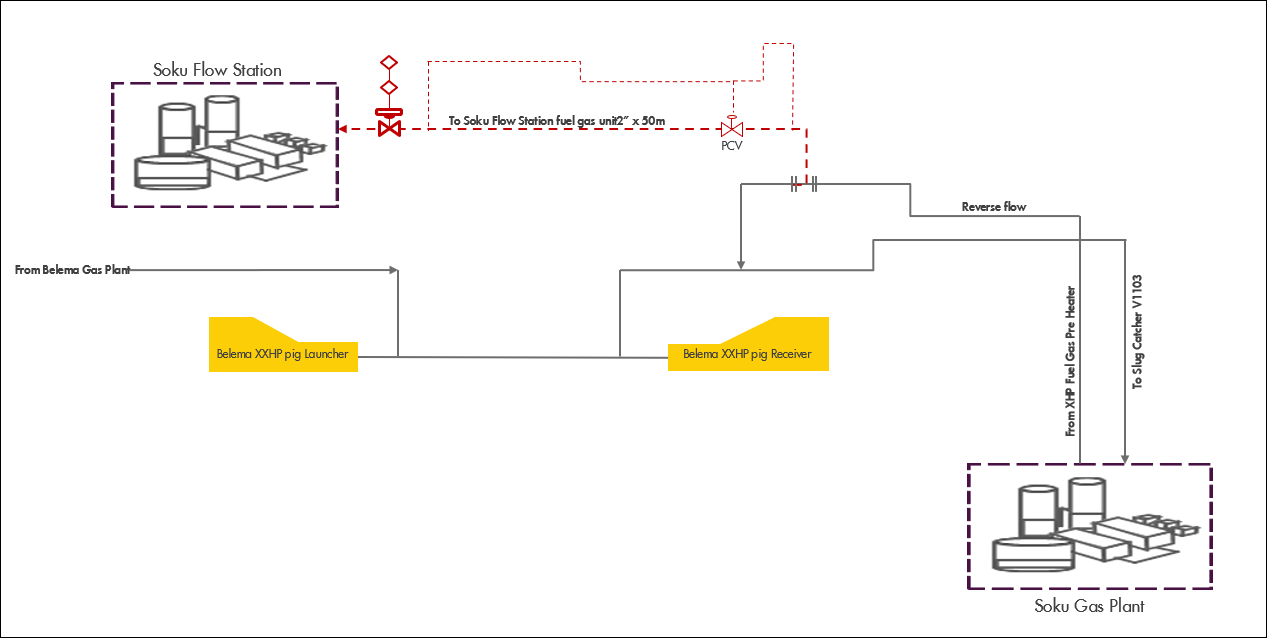 Soku Flow Station
To Soku Flow Station fuel gas unit2" x 50m
PCV
Reverse flow
From Belema Gas Plant
Belema XXHP pig Launcher
Belema XXHP pig Receiver
From XHP Fuel Gas Pre Heater
To Slug Catcher V1103
Soku Gas Plant